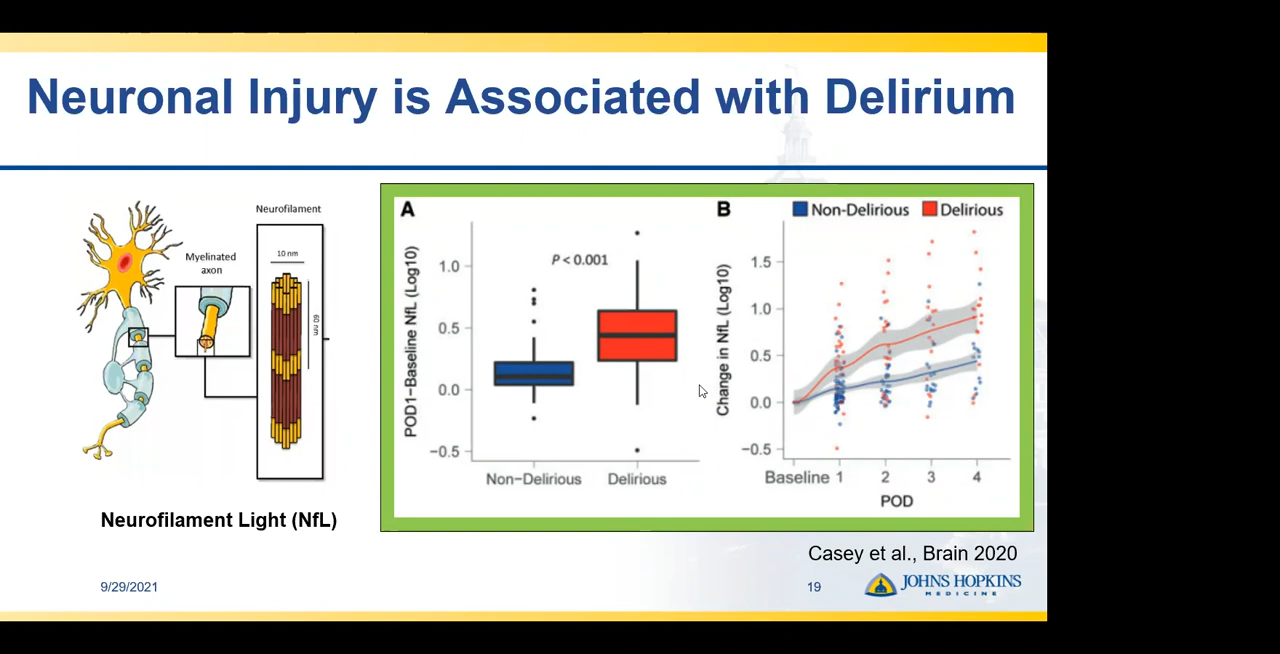 Neuronal Injury is Associated with Delirium
Neurofilament
10 nm
Myelinated
axon
60 nm
Neurofilament Light (NfL)
A
POD1−Baseline NfL (Log10)
1.0
0.5
0.0
−0.5
P < 0.001
Non−Delirious
Delirious
B
Non-Delirious
Delirious
Change in NfL (Log10)
1.5
1.0
0.5
0.0
−0.5
Baseline 1 2 3 4
POD
Casey et al., Brain 2020
9/29/2021
19
JOHNS HOPKINS
MEDICINE